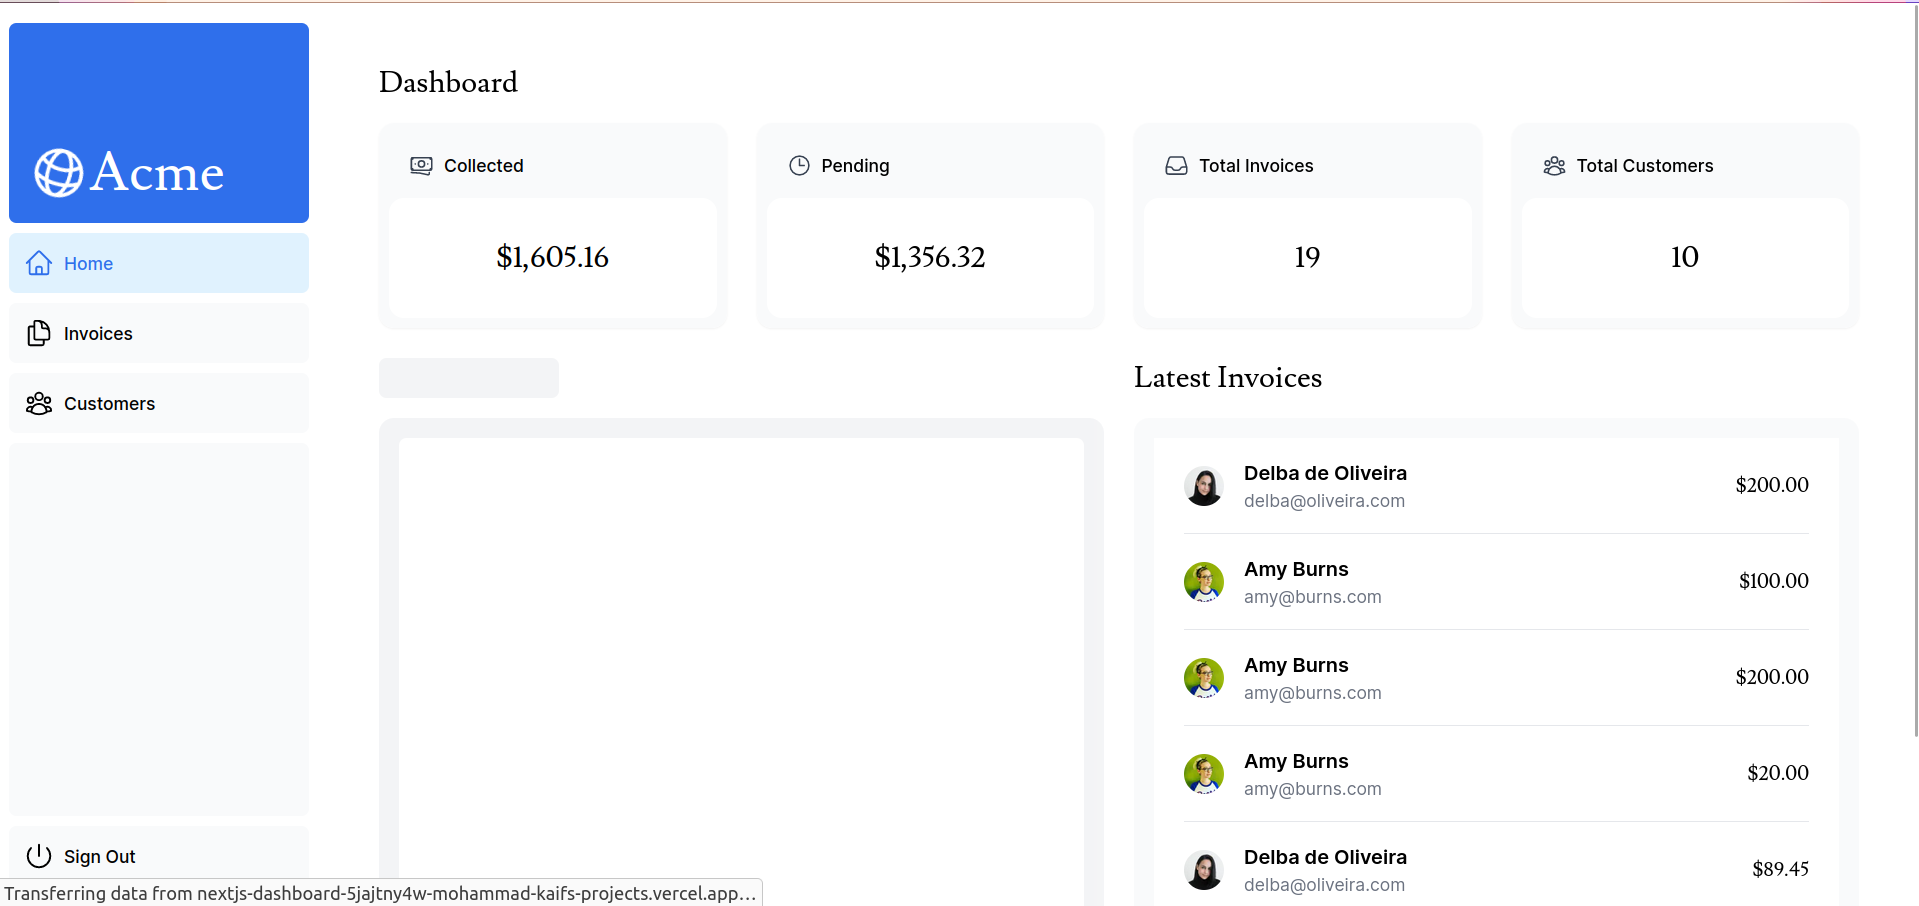 Acme
Home
Invoices
Customers
Sign Out
Dashboard
Collected
$1,605.16
Pending
$1,356.32
Total Invoices
19
Total Customers
10
Latest Invoices
Delba de Oliveira
delba@oliveira.com
$200.00
Amy Burns
amy@burns.com
$100.00
Amy Burns
amy@burns.com
$200.00
Amy Burns
amy@burns.com
$20.00
Delba de Oliveira
delba@oliveira.com
$89.45
Transferring data from nextjs-dashboard-5jajtny4w-mohammad-kaifs-projects.vercel.app…